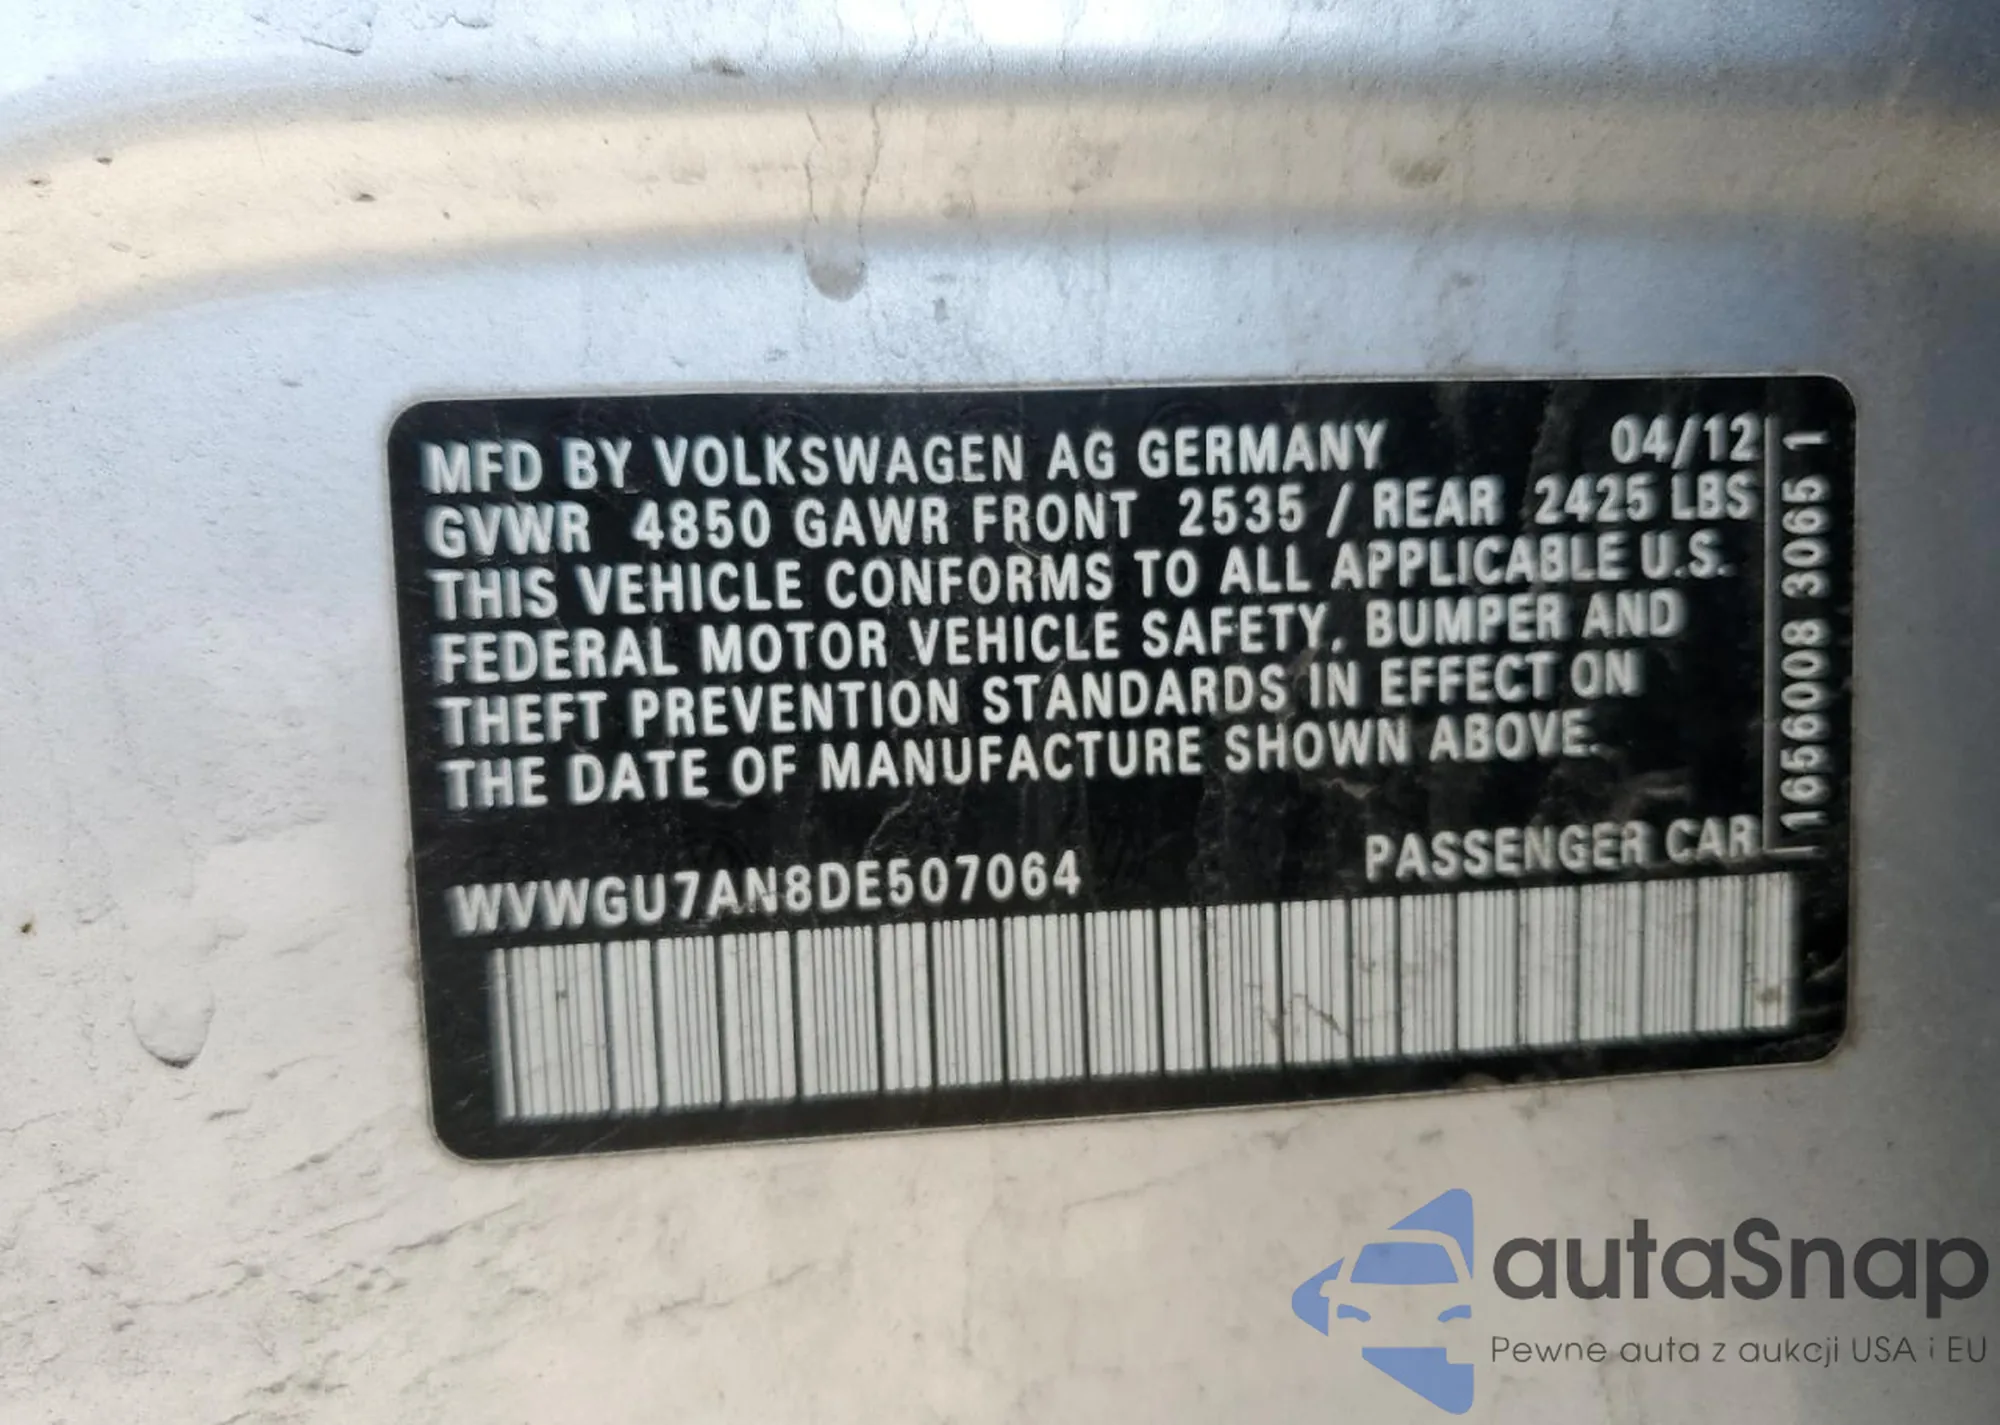 MFD BY VOLKSWAGEN AG GERMANY 04/12
GVWR 4850 GAWR FRONT 2535 / REAR 2425 LBS
THIS VEHICLE CONFORMS TO ALL APPLICABLE U.S.
FEDERAL MOTOR VEHICLE SAFETY, BUMPER AND
THEFT PREVENTION STANDARDS IN EFFECT ON
THE DATE OF MANUFACTURE SHOWN ABOVE.
WVWGU7AN8DE507064 PASSENGER CAR
1656008 3065 1
autaSnap
Pewne auta z aukcji USA i EU